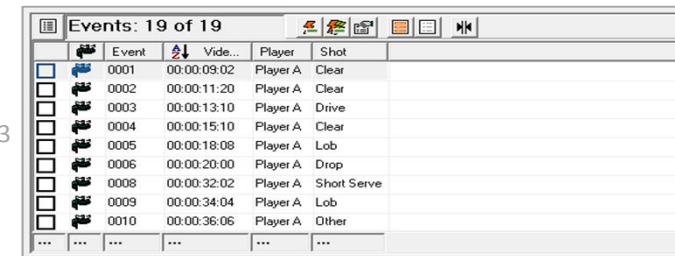 Events: 19 of 19
Event Vide... Player Shot
0001 00:00:09:02 Player A Clear
0002 00:00:11:20 Player A Clear
3
0003 00:00:13:10 Player A Drive
0004 00:00:15:10 Player A Clear
0005 00:00:18:08 Player A Lob
0006 00:00:20:00 Player A Drop
0008 00:00:32:02 Player A Short Serve
0009 00:00:34:04 Player A Lob
0010 00:00:36:06 Player A Other
... ... ... ... ... ...